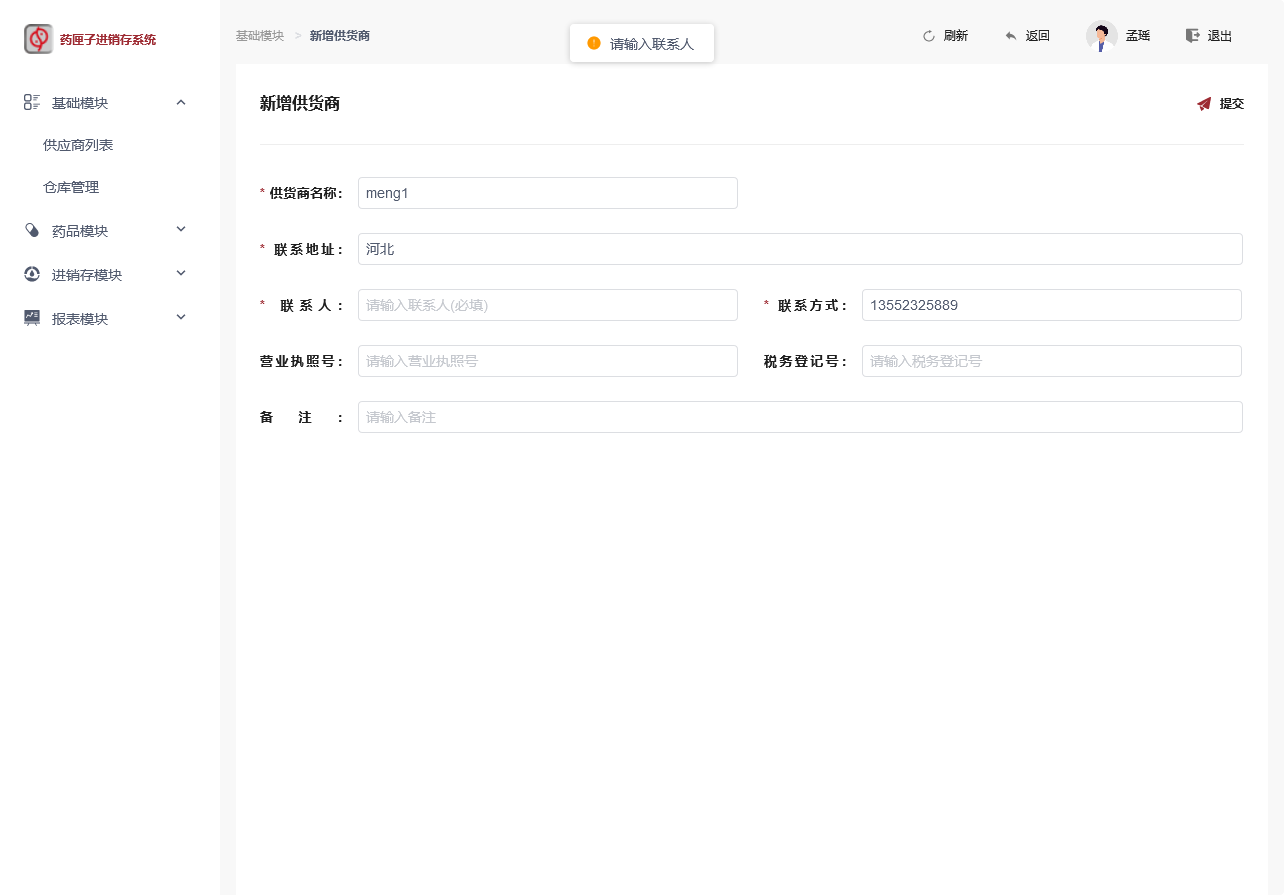 药匣子进销存系统
基础模块 > 新增供货商
请输入联系人
刷新
返回
孟瑶
退出
基础模块
供应商列表
仓库管理
药品模块
进销存模块
报表模块
新增供货商
提交
* 供货商名称: meng1
* 联系地址: 河北
* 联系人: 请输入联系人(必填)
* 联系方式: 13552325889
营业执照号: 请输入营业执照号
税务登记号: 请输入税务登记号
备注: 请输入备注